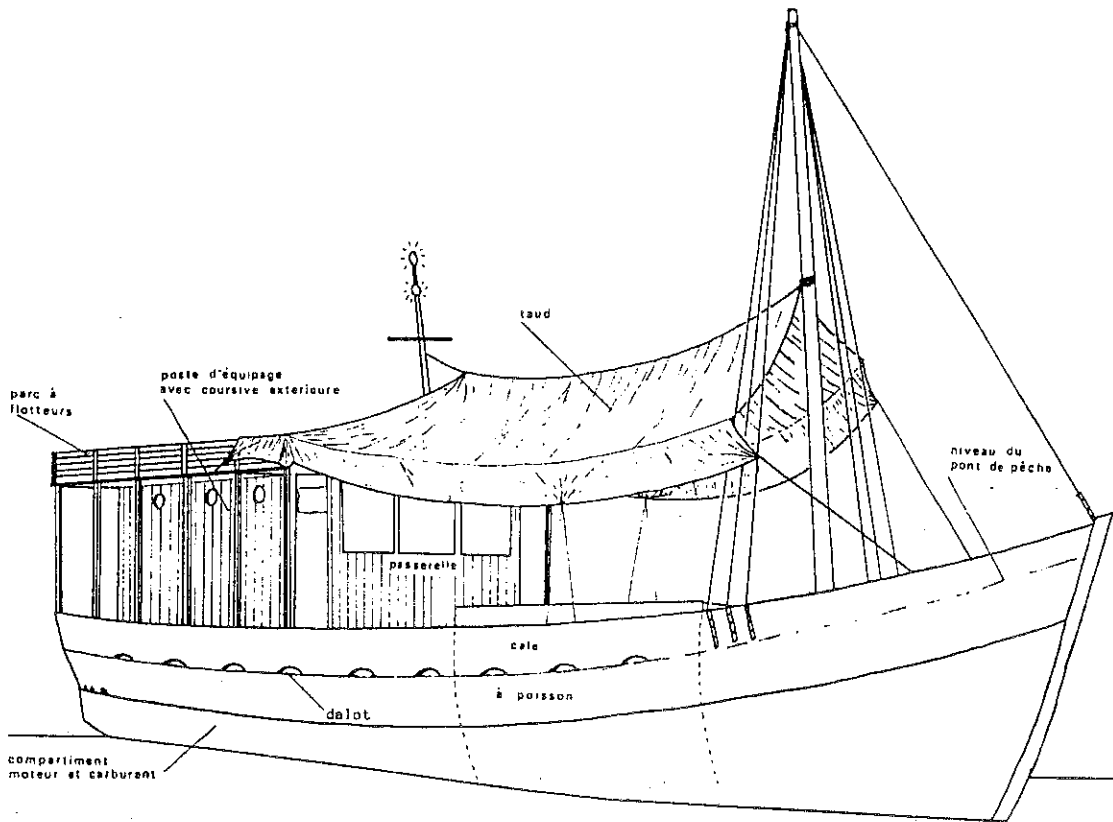 taud
poste d'équipage
avec coursive extérieure
parc à
flotteurs
niveau du
pont de pêche
passerelle
cale
à poisson
dalot
compartiment
moteur et carburant